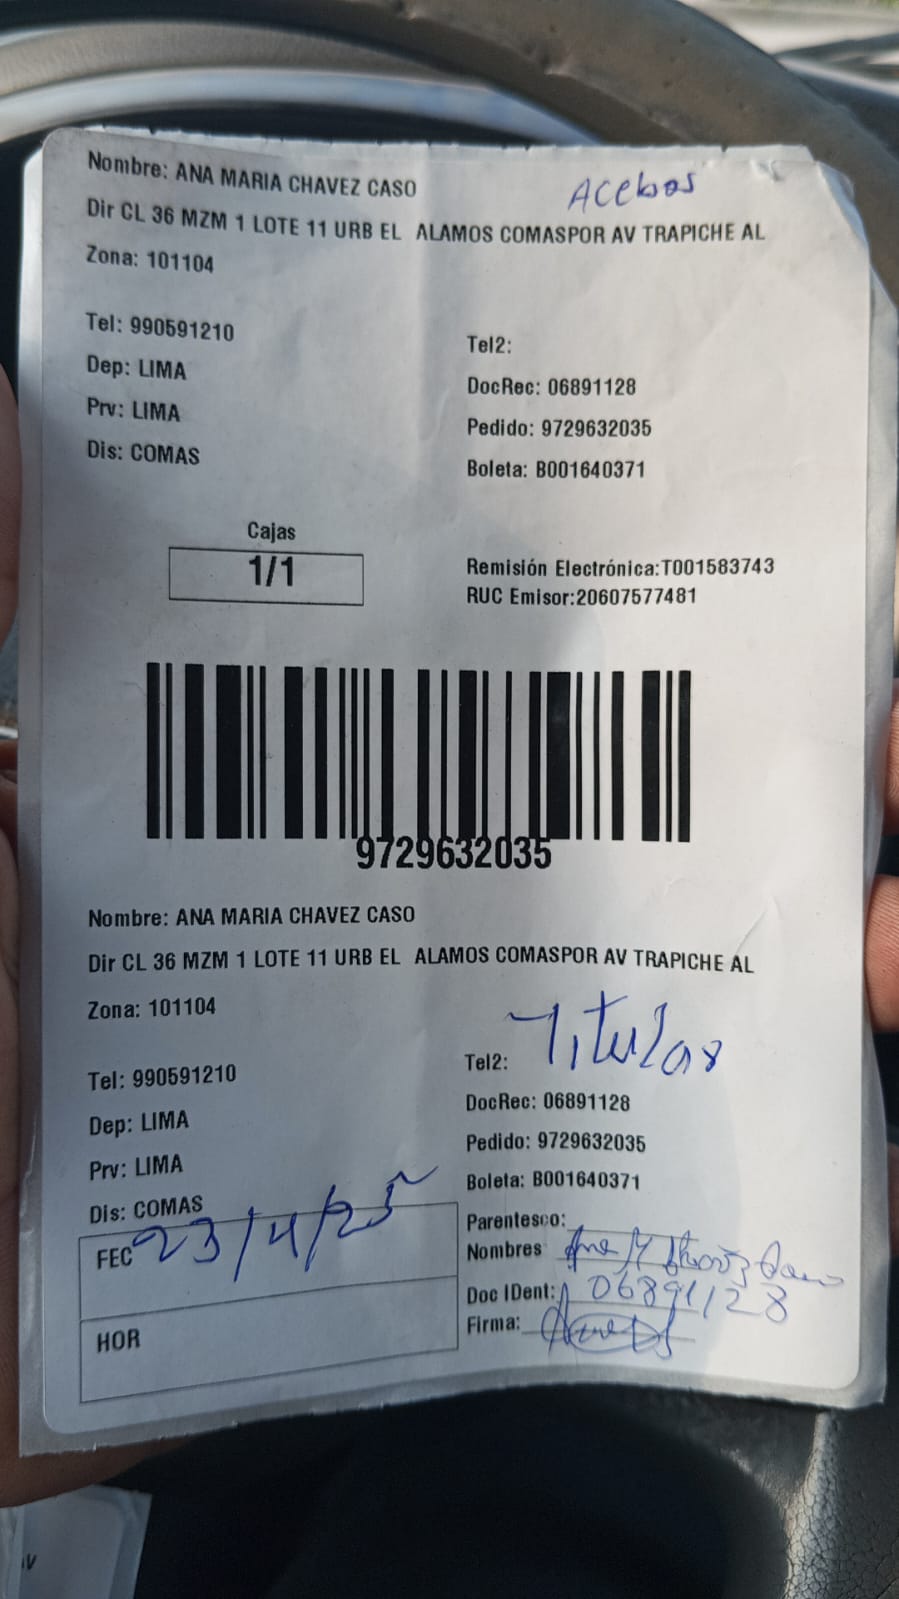 Nombre: ANA MARIA CHAVEZ CASO
Acebos
Dir CL 36 MZM 1 LOTE 11 URB EL ALAMOS COMASPOR AV TRAPICHE AL
Zona: 101104
Tel: 990591210
Tel2:
Dep: LIMA
DocRec: 06891128
Prv: LIMA
Pedido: 9729632035
Dis: COMAS
Boleta: B001640371
Cajas
1/1
Remisión Electrónica:T001583743
RUC Emisor:20607577481
9729632035
Nombre: ANA MARIA CHAVEZ CASO
Dir CL 36 MZM 1 LOTE 11 URB EL ALAMOS COMASPOR AV TRAPICHE AL
Zona: 101104
Titular
Tel: 990591210
Tel2:
Dep: LIMA
DocRec: 06891128
Prv: LIMA
Pedido: 9729632035
Dis: COMAS
Boleta: B001640371
FEC 23/4/25
Parentesco:
Nombres Ana M
Doc IDent: 06891128
HOR
Firma: